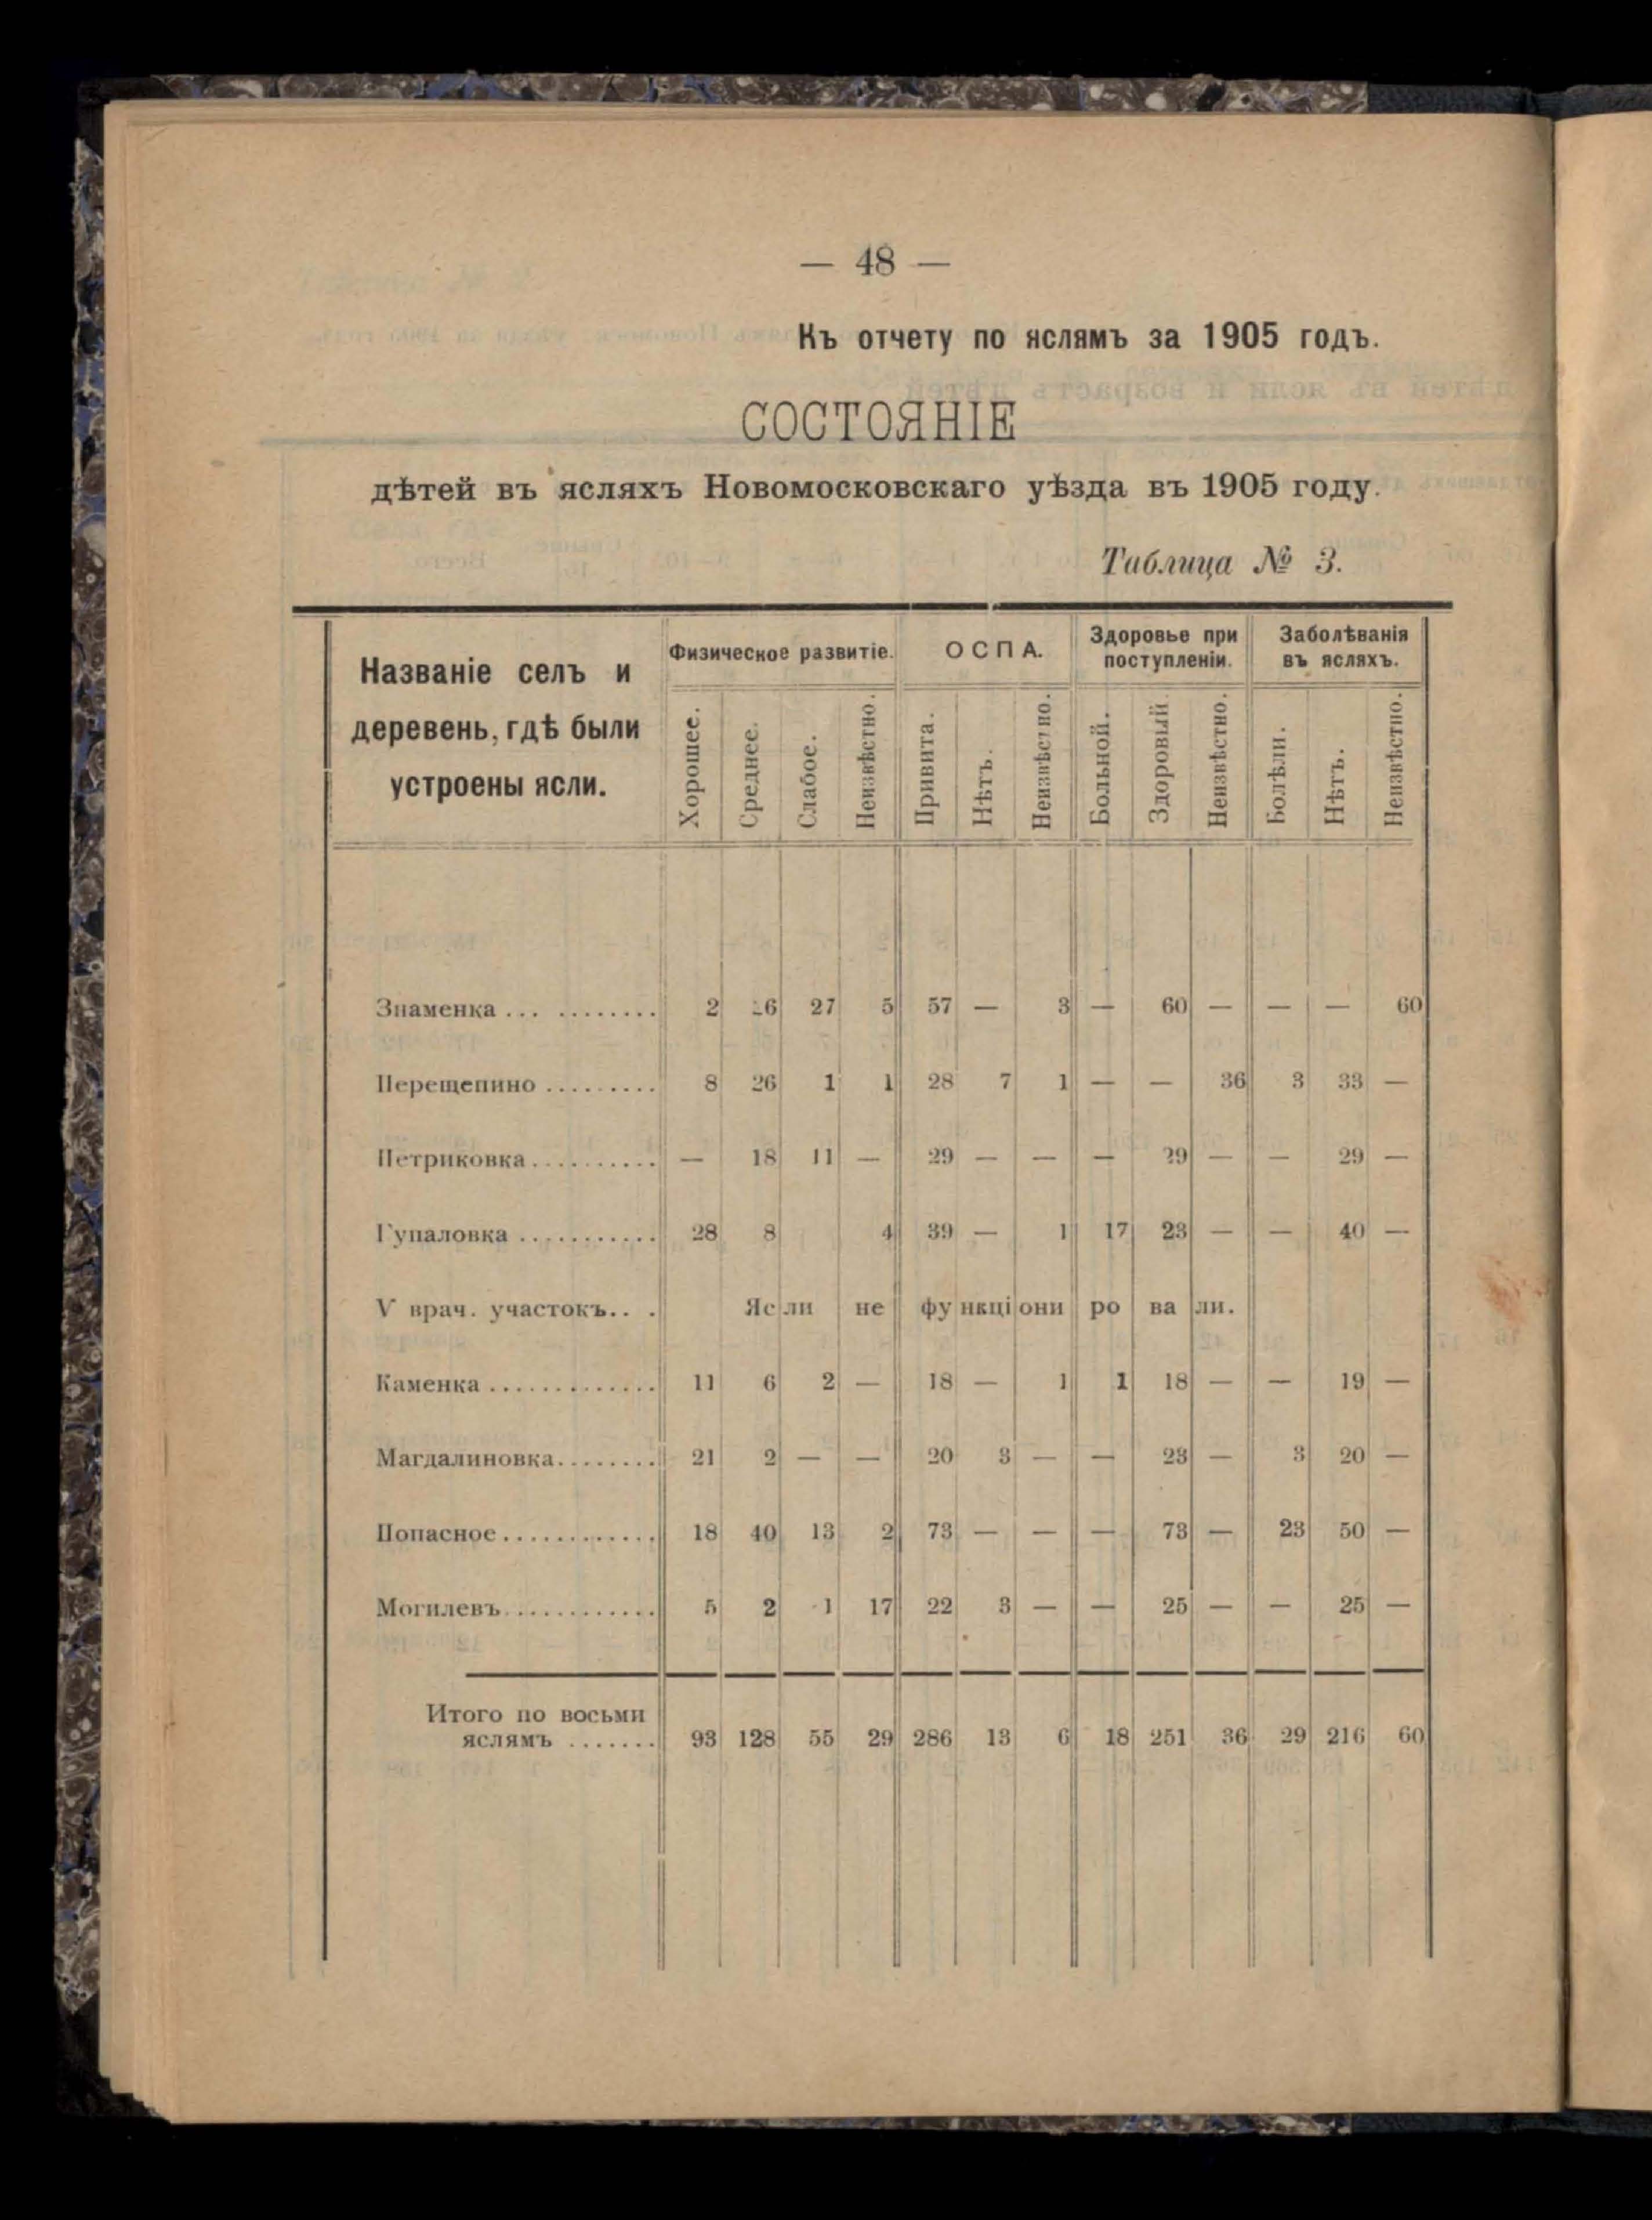 — 48 —
Къ отчету по яслямъ за 1905 годъ.
СОСТОЯНІЕ
дѣтей въ ясляхъ Новомосковскаго уѣзда въ 1905 году.
Таблица № 3.
Названіе селъ и деревень, гдѣ были устроены ясли.
Физическое развитіе. ОСПА. Здоровье при поступленіи. Заболѣванія въ ясляхъ.
Хорошее. Среднее. Слабое. Неизвѣстно. Привита. Нѣтъ. Неизвѣстно. Больной. Здоровый. Неизвѣстно. Болѣли. Нѣтъ. Неизвѣстно.
Знаменка ... ......... 2 26 27 5 57 — 3 — 60 — — — 60
Перещепино ......... 8 26 1 1 28 7 1 — — 36 3 33 —
Петриковка .......... — 18 11 — 29 — — — 29 — — 29 —
Гупаловка ........... 28 8 4 39 — 1 17 23 — — 40 —
V врач. участокъ.. . Ясли не функціонировали.
Каменка ............. 11 6 2 — 18 — 1 1 18 — — 19 —
Магдалиновка........ 21 2 — — 20 3 — — 23 — 3 20 —
Попасное ............ 18 40 13 2 73 — — — 73 — 23 50 —
Могилевъ ............ 5 2 1 17 22 3 — — 25 — — 25 —
Итого по восьми
яслямъ ....... 93 128 55 29 286 13 6 18 251 36 29 216 60